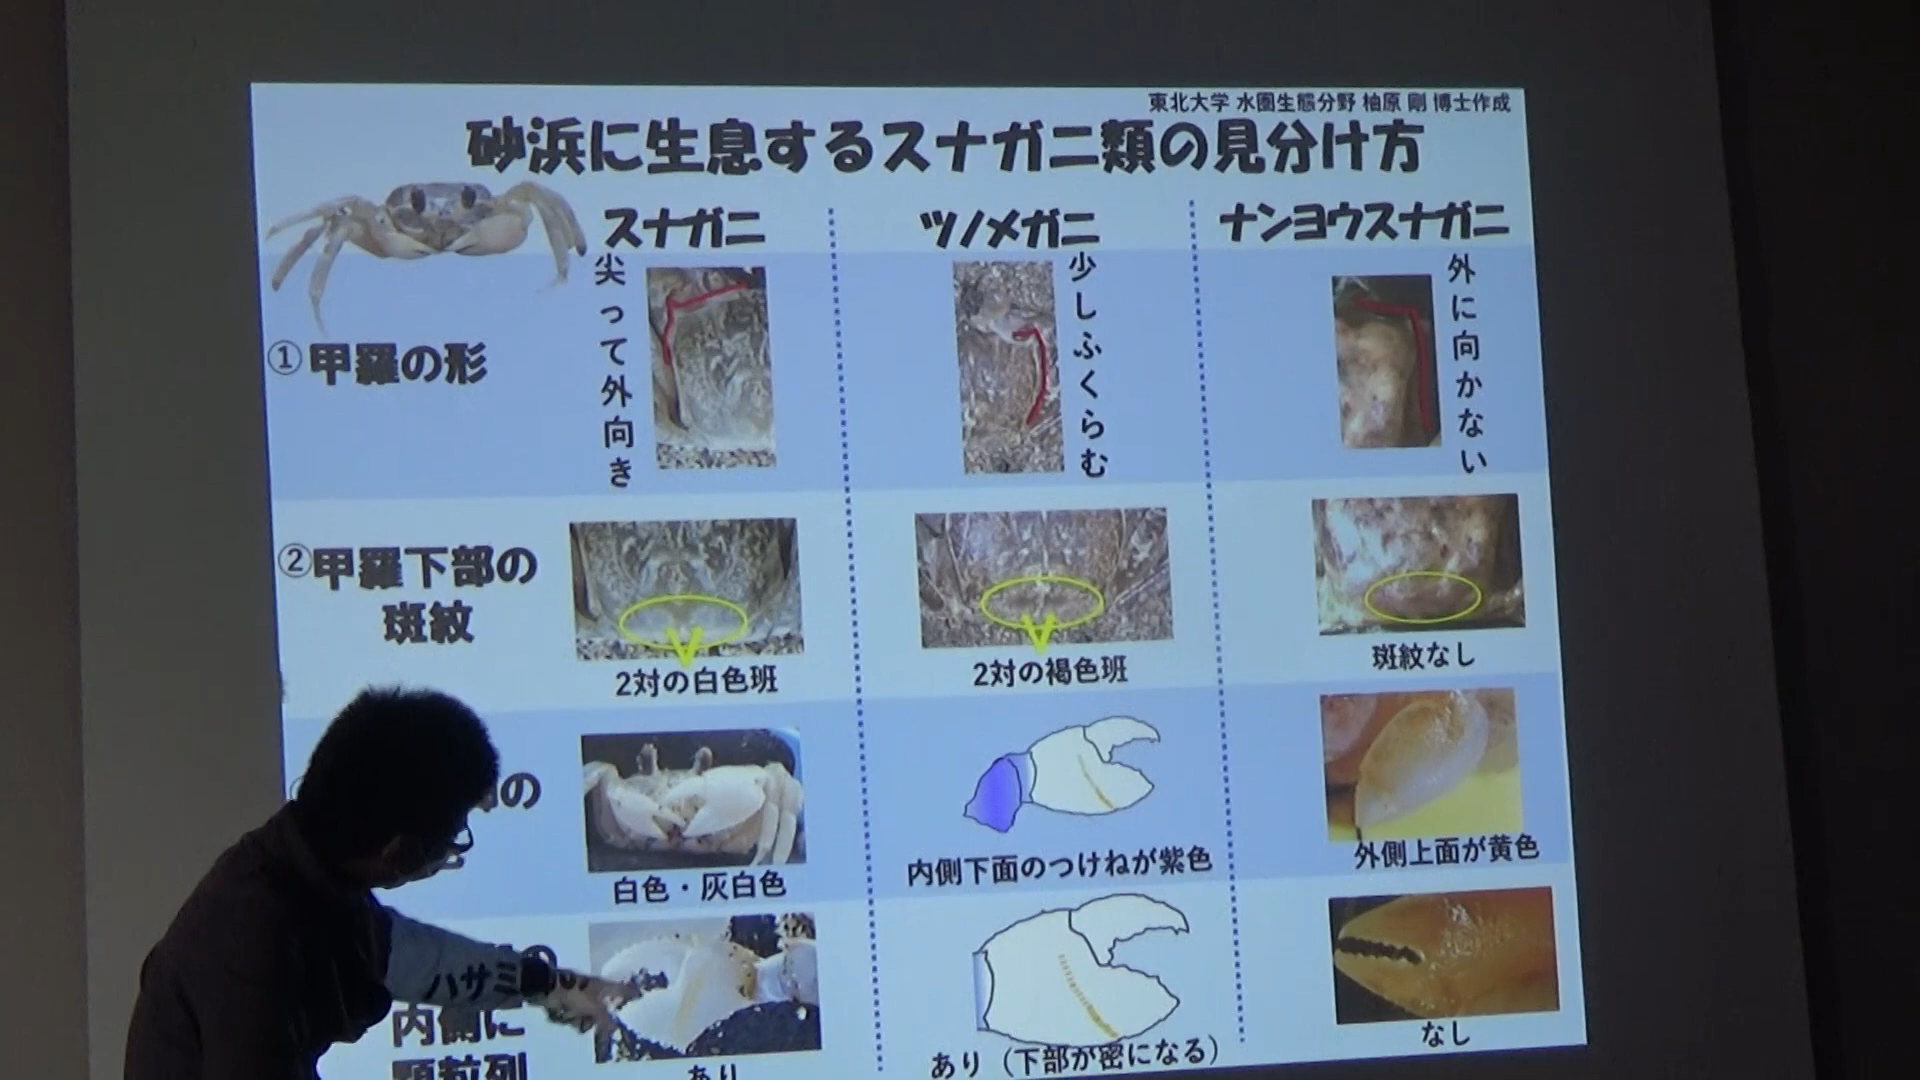 東北大学 水圏生態分野 柚原 剛 博士作成
砂浜に生息するスナガニ類の見分け方
スナガニ
ツノメガニ
ナンヨウスナガニ
①甲羅の形
尖って外向き
少しふくらむ
外に向かない
②甲羅下部の
斑紋
2対の白色班
2対の褐色班
斑紋なし
の
白色・灰白色
内側下面のつけねが紫色
外側上面が黄色
ハサミ
の
内側に
顆粒列
あり
あり（下部が密になる）
なし